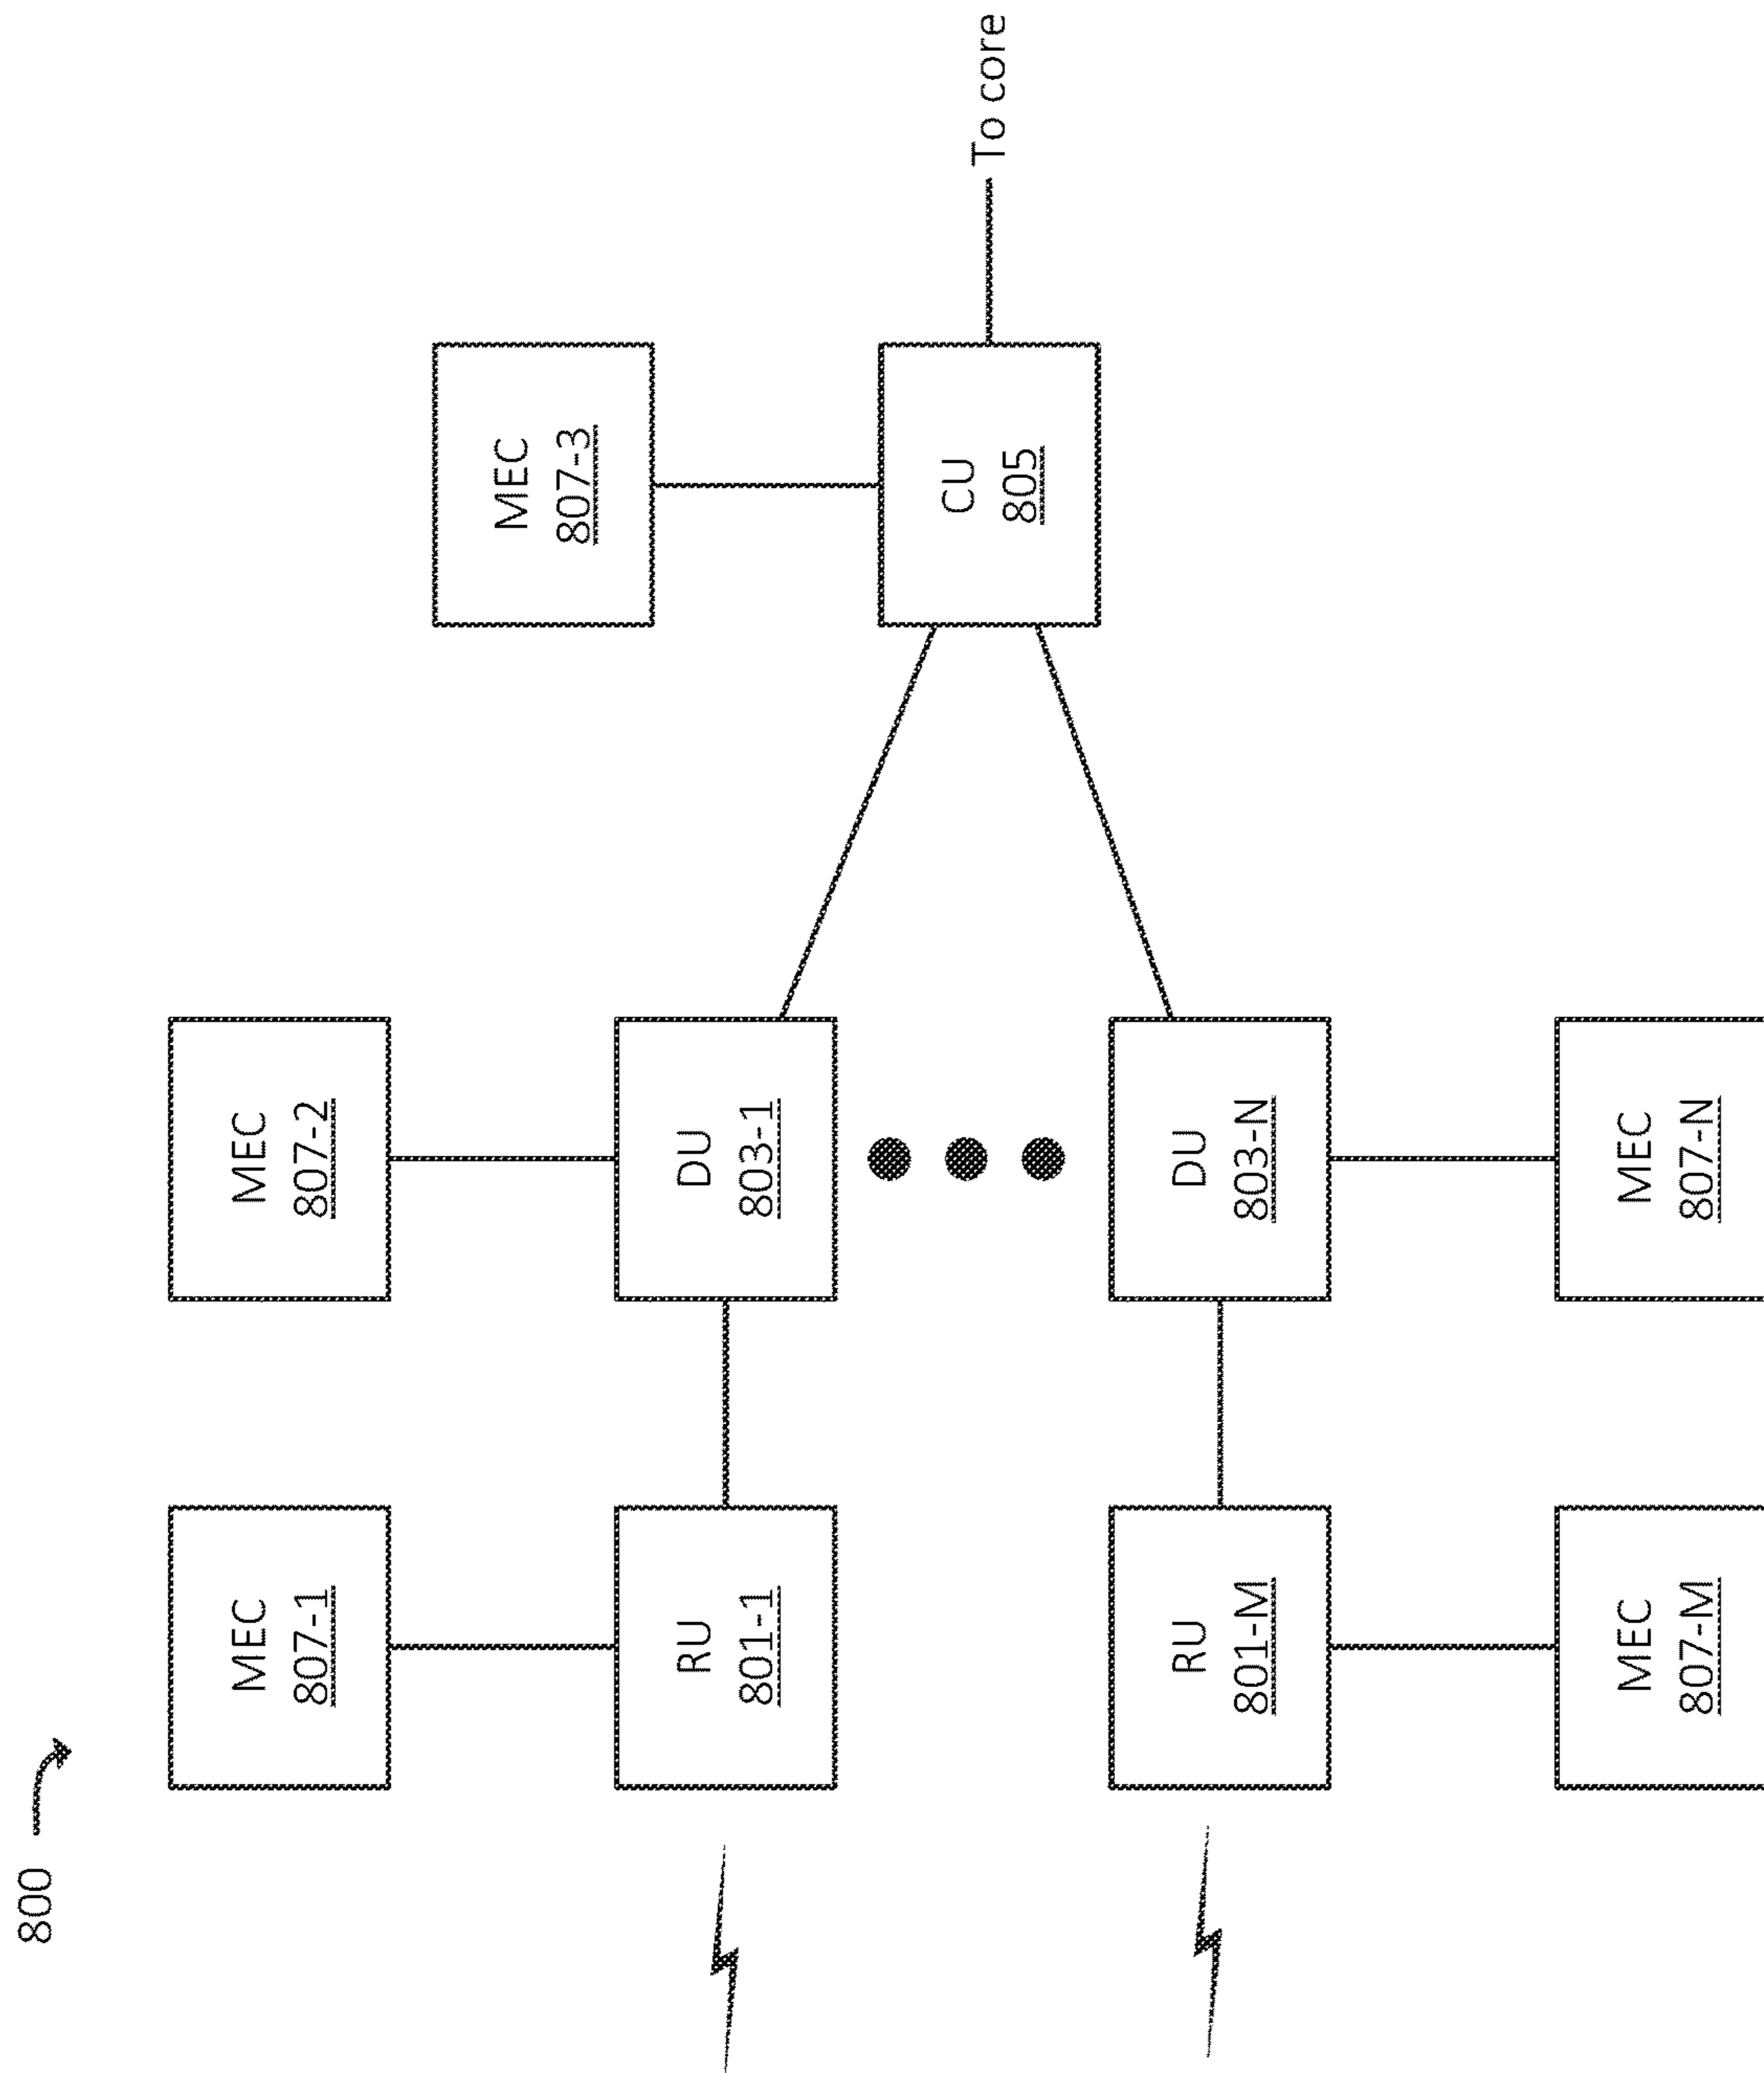 800
MEC
807-1
MEC
807-2
MEC
807-3
RU
801-1
DU
803-1
CU
805
To core
RU
801-M
DU
803-N
MEC
807-M
MEC
807-N